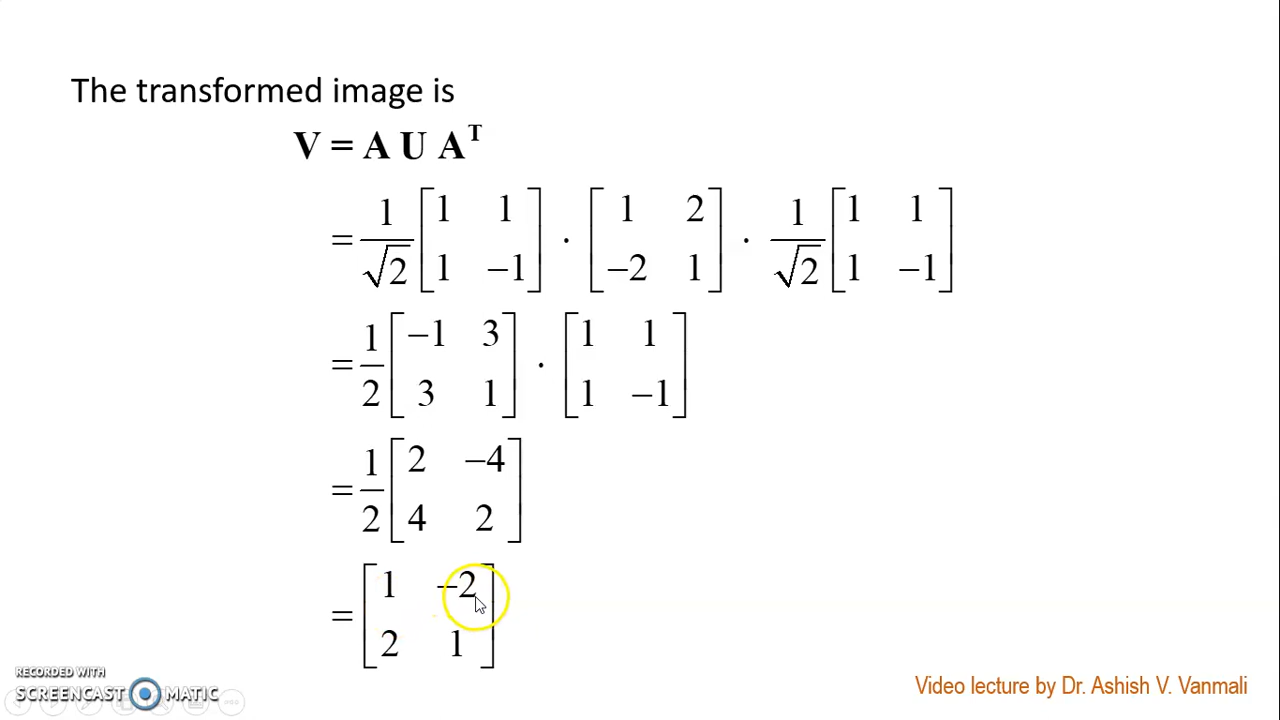 The transformed image is
V = A U Aᵀ
= 1/√2 [1 1; 1 −1] · [1 2; −2 1] · 1/√2 [1 1; 1 −1]
= 1/2 [−1 3; 3 1] · [1 1; 1 −1]
= 1/2 [2 −4; 4 2]
= [1 −2; 2 1]
RECORDED WITH
SCREENCAST MATIC
Video lecture by Dr. Ashish V. Vanmali